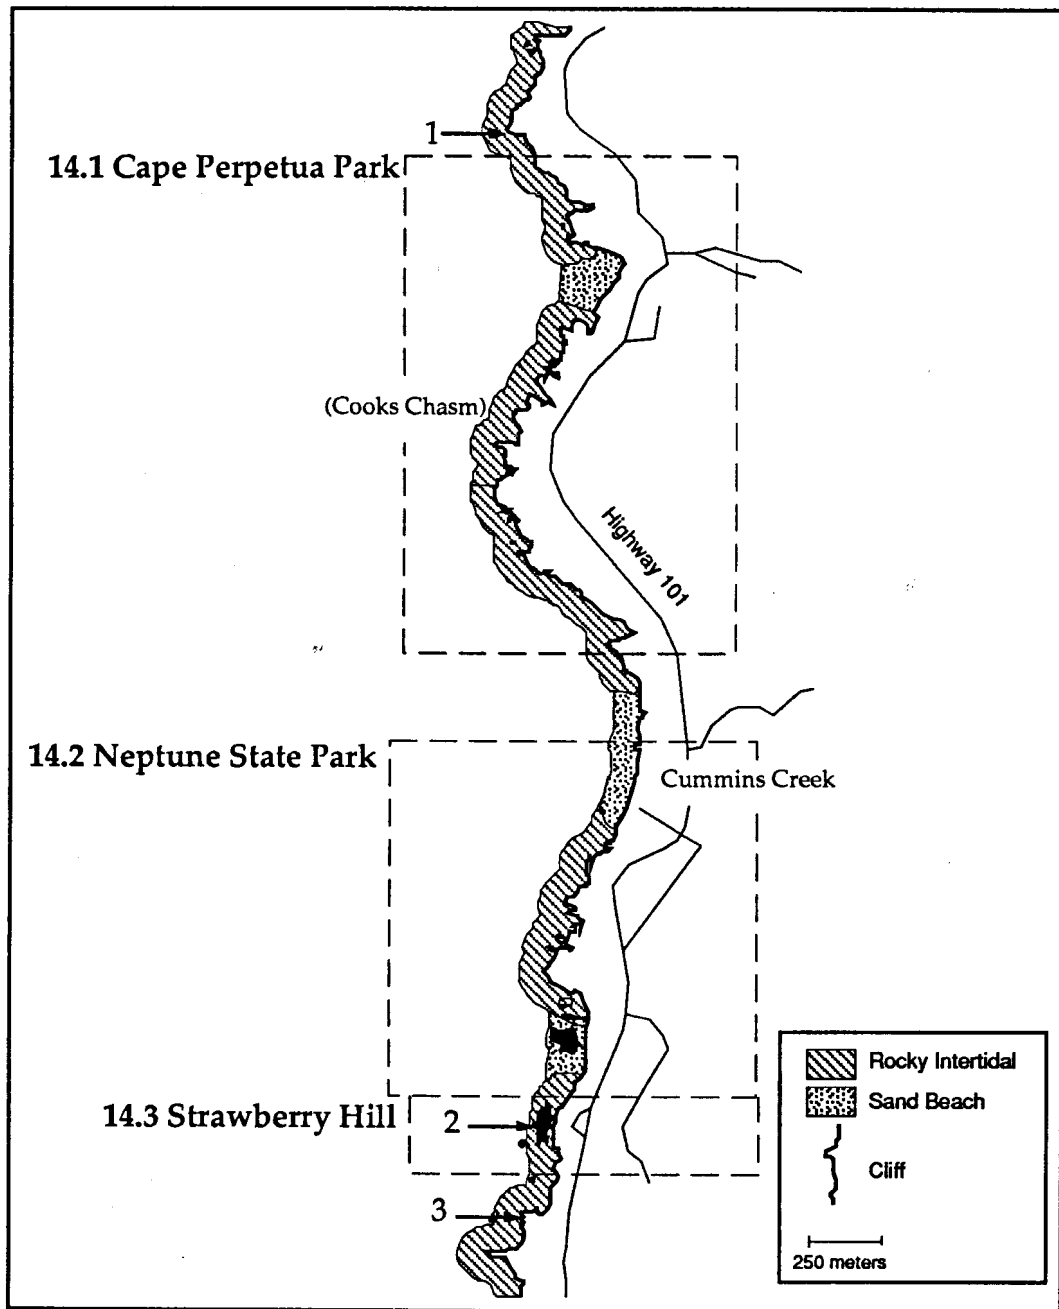 1
14.1 Cape Perpetua Park
(Cooks Chasm)
Highway 101
14.2 Neptune State Park
Cummins Creek
14.3 Strawberry Hill
2
3
Rocky Intertidal
Sand Beach
Cliff
250 meters